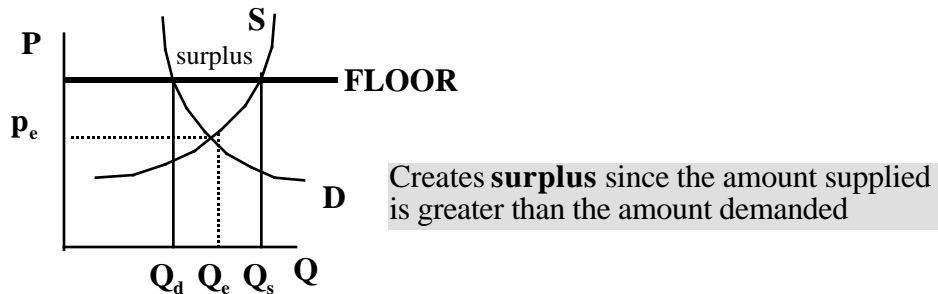 S
P
surplus
FLOOR
pe
Creates surplus since the amount supplied
is greater than the amount demanded
D
Qd Qe Qs Q